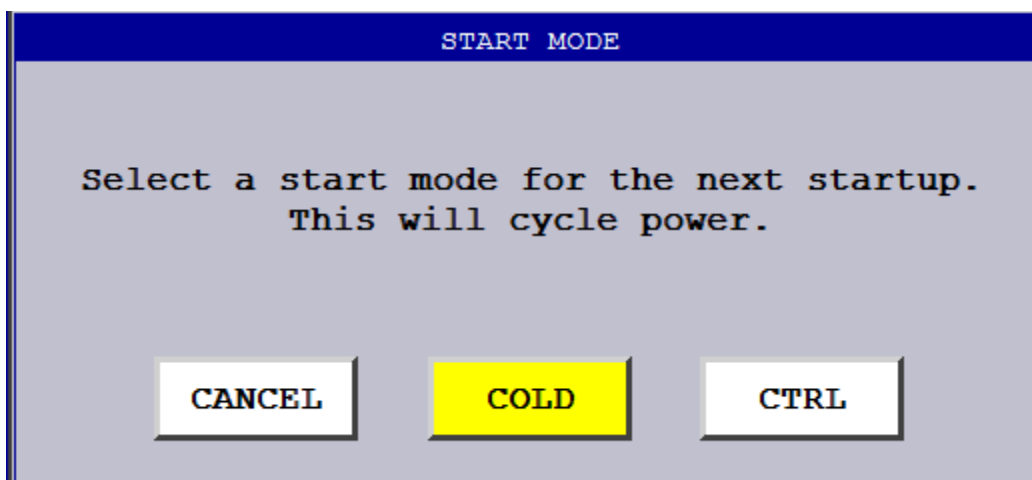 START MODE
Select a start mode for the next startup.
This will cycle power.
CANCEL COLD CTRL